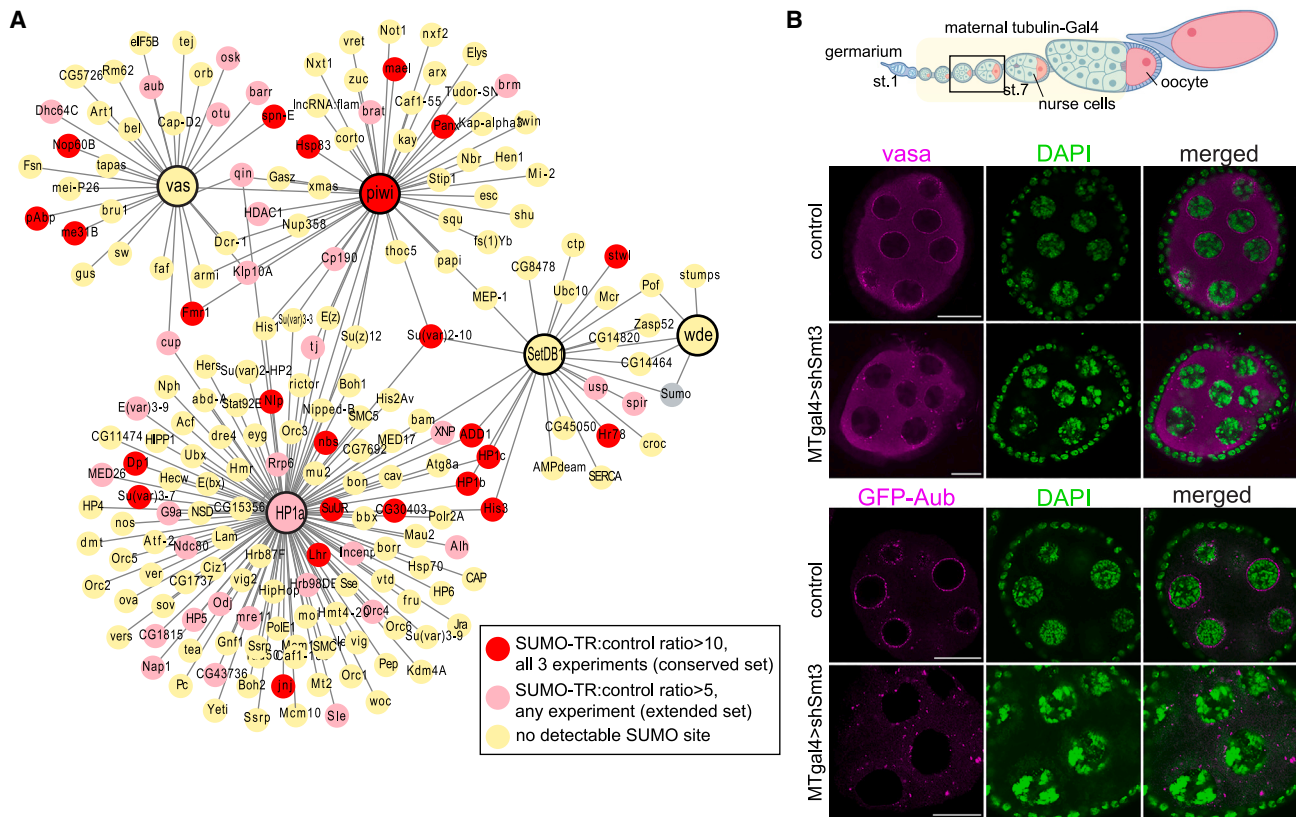 A
eIF5B
tej
CG5726
Rm62
orb
osk
Dhc64C
aub
barr
Art1
otu
spn-E
bel
Cap-D2
Fsn
tapas
vas
qin
mei-P26
bru1
me31B
sw
gus
faf
armi
Dcr-1
Klp10A
Fmr1
cup
Gasz
HDAC1
Nup358
xmas
Not1
nxf2
vret
Elys
Nxt1
mael
arx
zuc
Tudor-SN
lncRNA:flam
Caf1-55
brm
brat
Panx
Kap-alpha3
twin
Hsp83
corto
kay
Nbr
Hen1
Stip1
Mi-2
piwi
esc
squ
shu
fs(1)Yb
Cp190
thoc5
papi
MEP-1
ctp
CG8478
stwl
stumps
Ubc10
Mcr
Pof
Zasp52
CG14820
wde
CG14464
SetDB1
Sumo
usp
spir
Hr78
croc
CG45050
AMPdeam
SERCA
His1
Su(var)3-3
E(z)
tj
Su(z)12
Su(var)2-10
Hers
Su(var)2-HP2
Nph
rictor
Boh1
abd-A
Stat92E
Nlp
Nipped-B
His2Av
E(var)3-9
Acf
SMC5
bam
CG11474
HIPP1
dre4
eyg
Orc3
nbs
MED17
XNP
ADD1
Ubx
CG7692
HP1c
MED26
Dp1
Hmr
Rrp6
mu2
Atg8a
Hecw
E(bx)
bon
cav
HP1b
Su(var)3-7
CG15356
HP1a
SuUR
CG30403
His3
HP4
G9a
NSD
bbx
Polr2A
nos
Mau2
dmt
Atf-2
Ndc80
Lam
Hrb87F
Lhr
Incenp
borr
Alh
Orc5
Hsp70
Orc2
ver
Ciz1
CG1737
vig2
Hrb98DE
Sse
vtd
CAP
ova
sov
HipHop
HP6
Odj
fru
vers
HP5
mre11
mor
Hmt4-20
Orc4
Jra
CG1815
PolE1
Orc6
Su(var)3-9
tea
Gnf1
Ssrp
SMC1
vig
Nap1
Caf1-1
Pep
Kdm4A
Pc
CG43736
Boh2
jnj
Mt2
Orc1
woc
Yeti
Ssrp
Mcm10
Sle
SUMO-TR:control ratio>10,
all 3 experiments (conserved set)
SUMO-TR:control ratio>5,
any experiment (extended set)
no detectable SUMO site
B
maternal tubulin-Gal4
germarium
st.1
st.7
nurse cells
oocyte
vasa
DAPI
merged
control
MTgal4>shSmt3
GFP-Aub
DAPI
merged
control
MTgal4>shSmt3